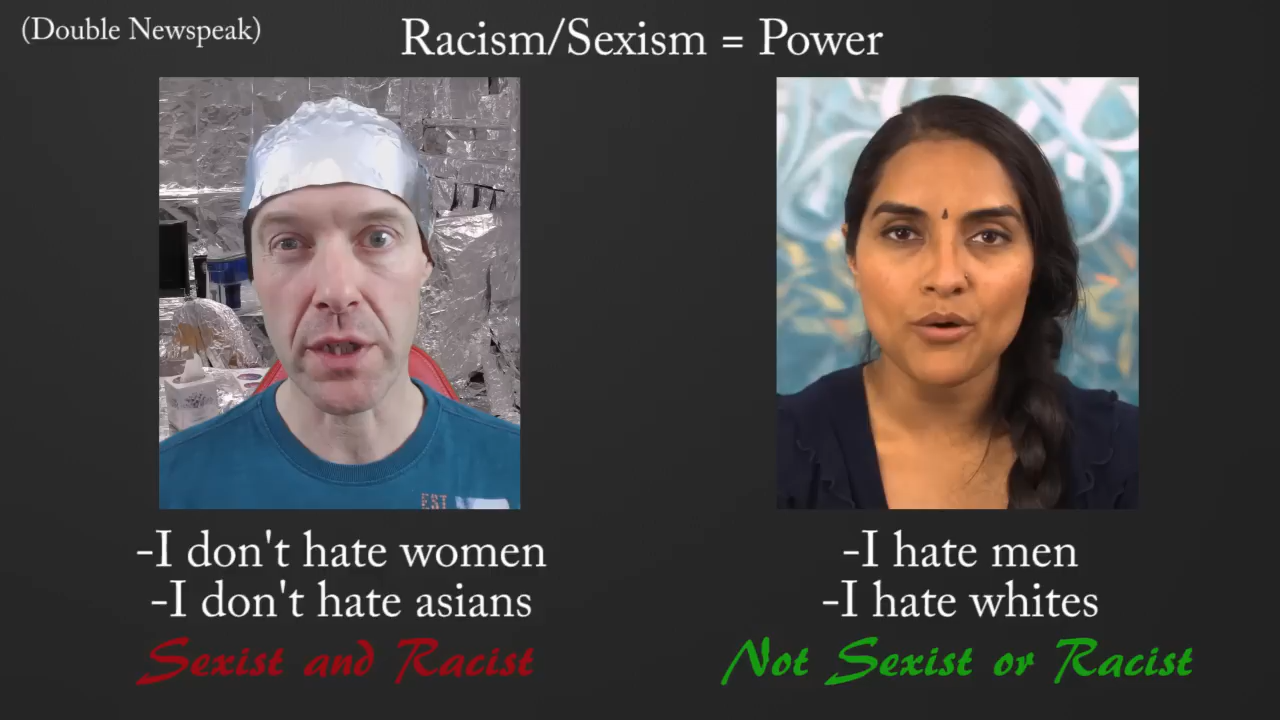 (Double Newspeak)
Racism/Sexism = Power
EST
-I don't hate women
-I don't hate asians
Sexist and Racist
-I hate men
-I hate whites
Not Sexist or Racist